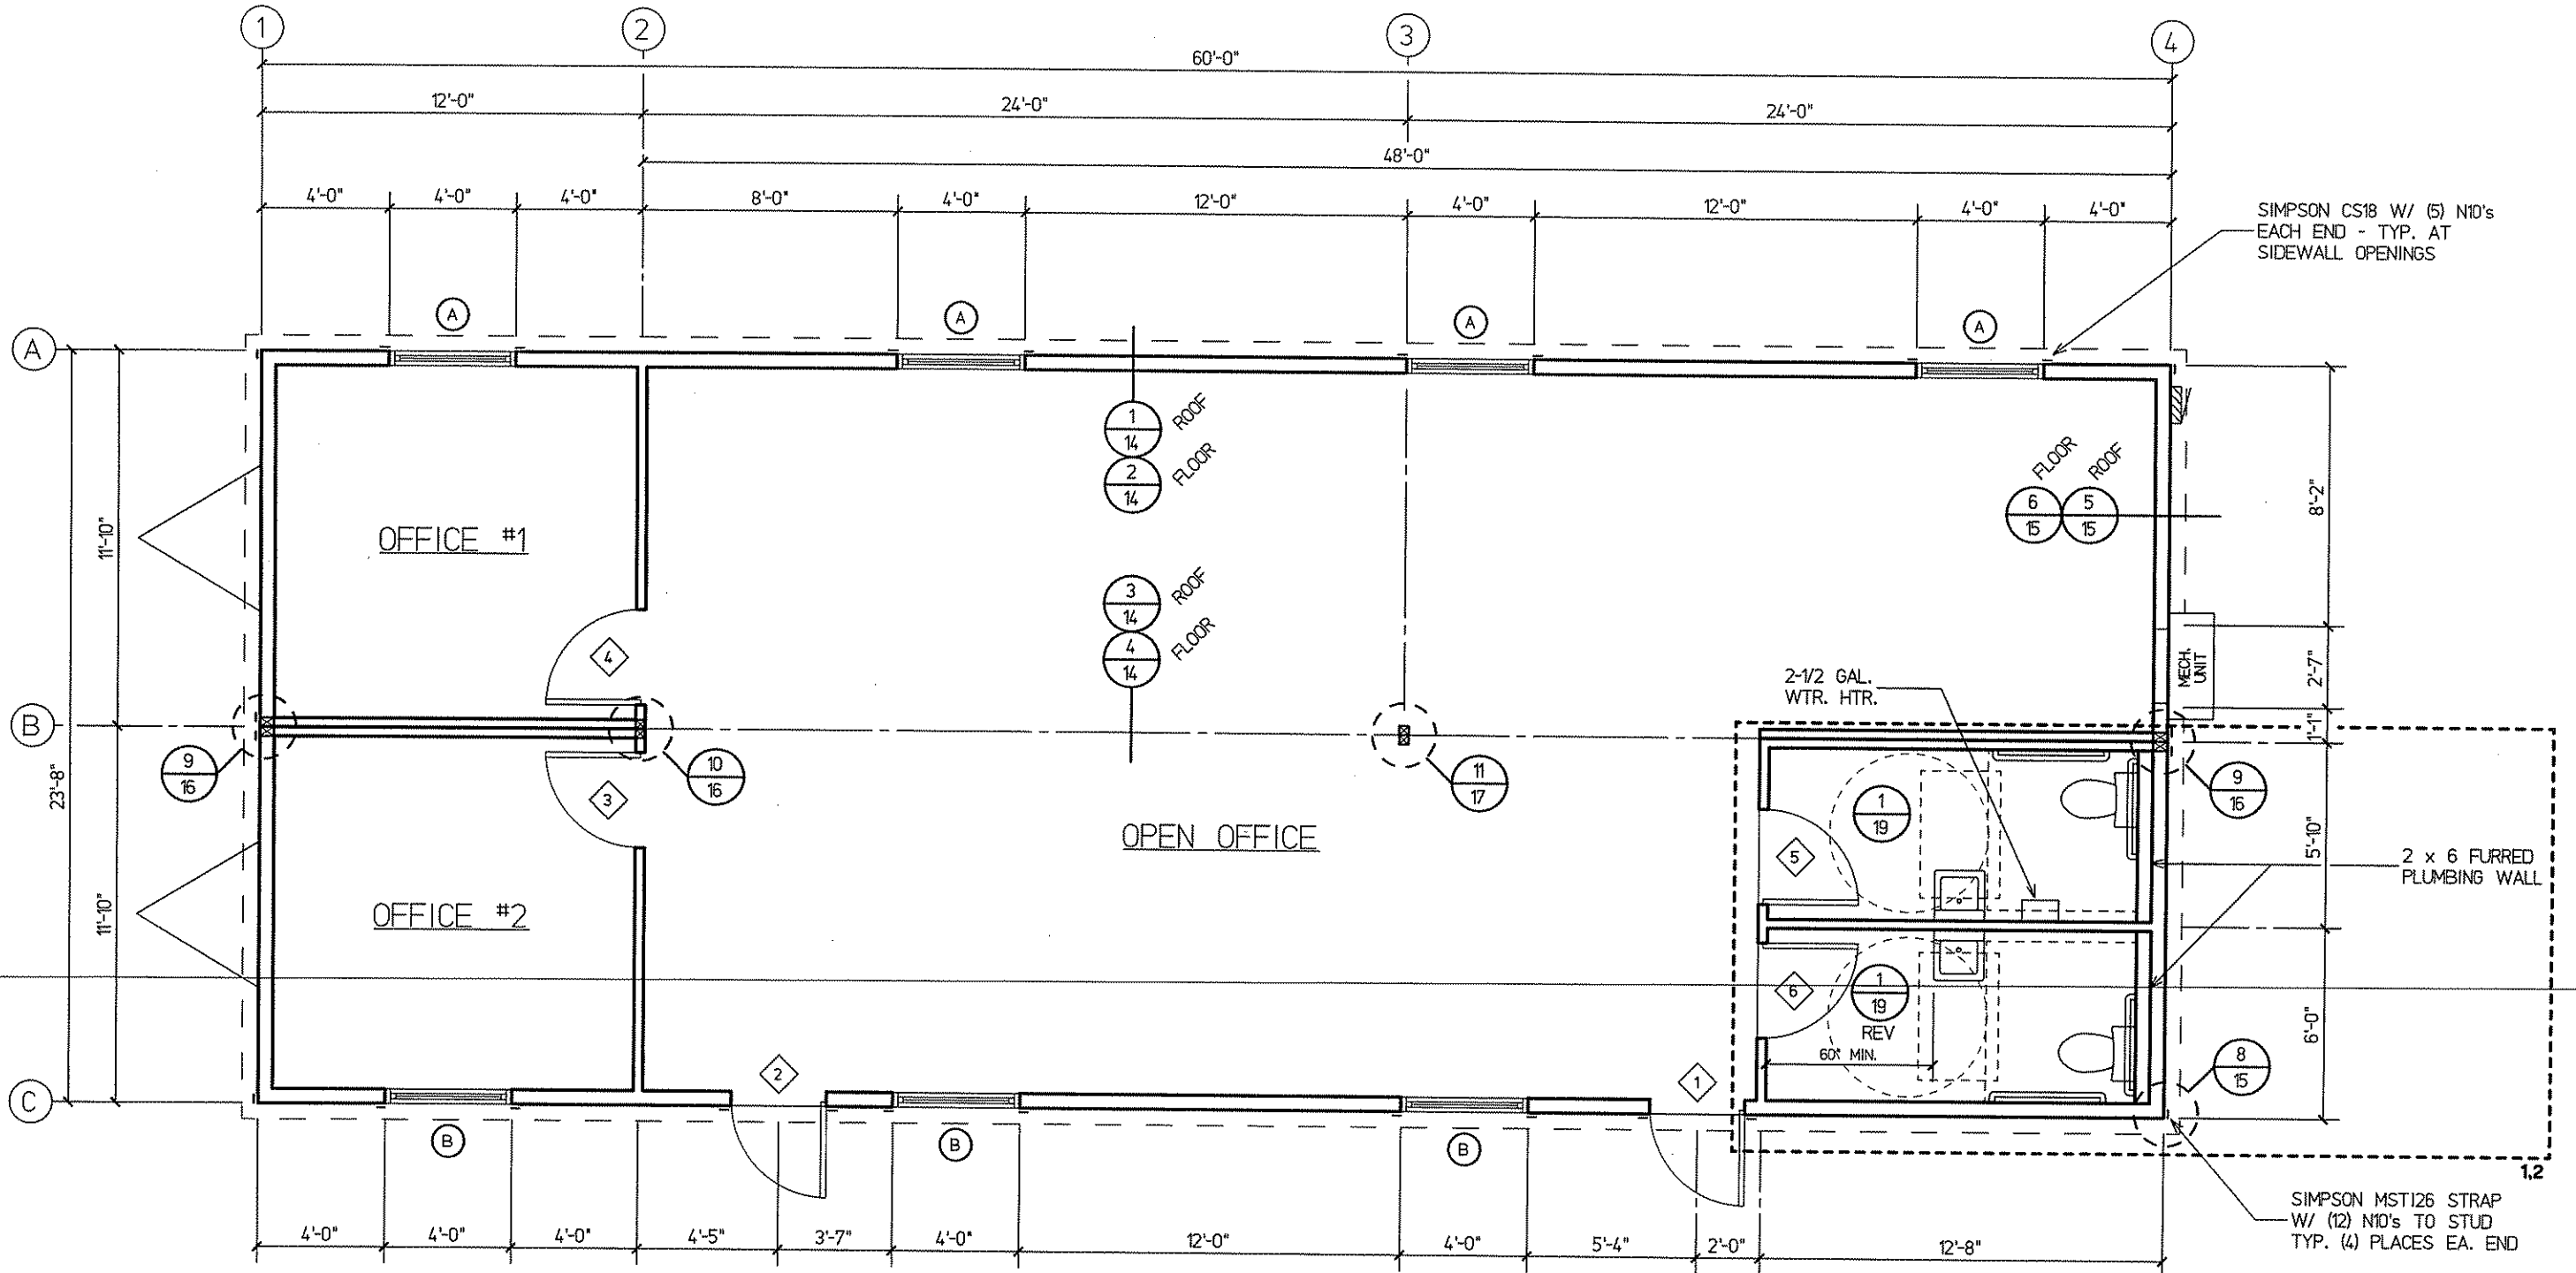 1
2
3
4
60'-0"
12'-0"
24'-0"
24'-0"
48'-0"
4'-0"
4'-0"
4'-0"
8'-0"
4'-0"
12'-0"
4'-0"
12'-0"
4'-0"
4'-0"
SIMPSON CS18 W/ (5) N10's
EACH END - TYP. AT
SIDEWALL OPENINGS
A
A
A
A
A
1
14
ROOF
2
14
FLOOR
FLOOR
ROOF
6
15
5
15
8'-2"
11'-10"
OFFICE #1
3
14
ROOF
4
14
FLOOR
4
MECH.
UNIT
2'-7"
2-1/2 GAL.
WTR. HTR.
B
1'-1"
9
16
10
16
11
17
9
16
23'-8"
3
1
19
OPEN OFFICE
5
5'-10"
2 x 6 FURRED
PLUMBING WALL
11'-10"
OFFICE #2
6
1
19
REV
60" MIN.
6'-0"
8
15
2
1
C
B
B
B
1,2
SIMPSON MSTI26 STRAP
W/ (12) N10's TO STUD
TYP. (4) PLACES EA. END
4'-0"
4'-0"
4'-0"
4'-5"
3'-7"
4'-0"
12'-0"
4'-0"
5'-4"
2'-0"
12'-8"